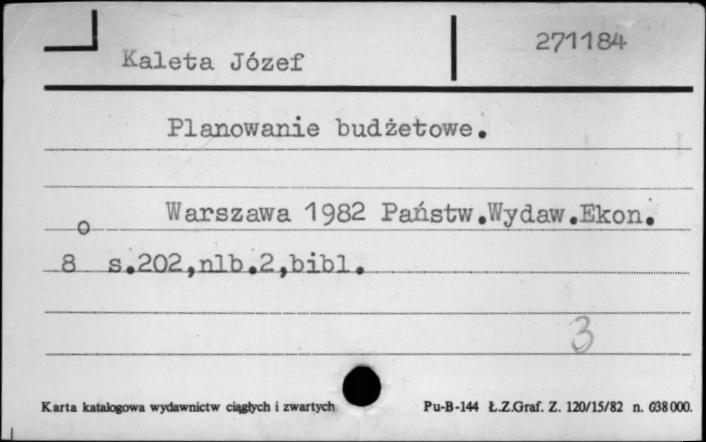 Kaleta Józef
271184
Planowanie budżetowe.
Warszawa 1982 Państw.Wydaw.Ekon.
8° s.202,nlb.2,bibl.
3
Karta katalogowa wydawnictw ciągłych i zwartych
Pu-B-144 Ł.Z.Graf. Z. 120/15/82 n. 638000.